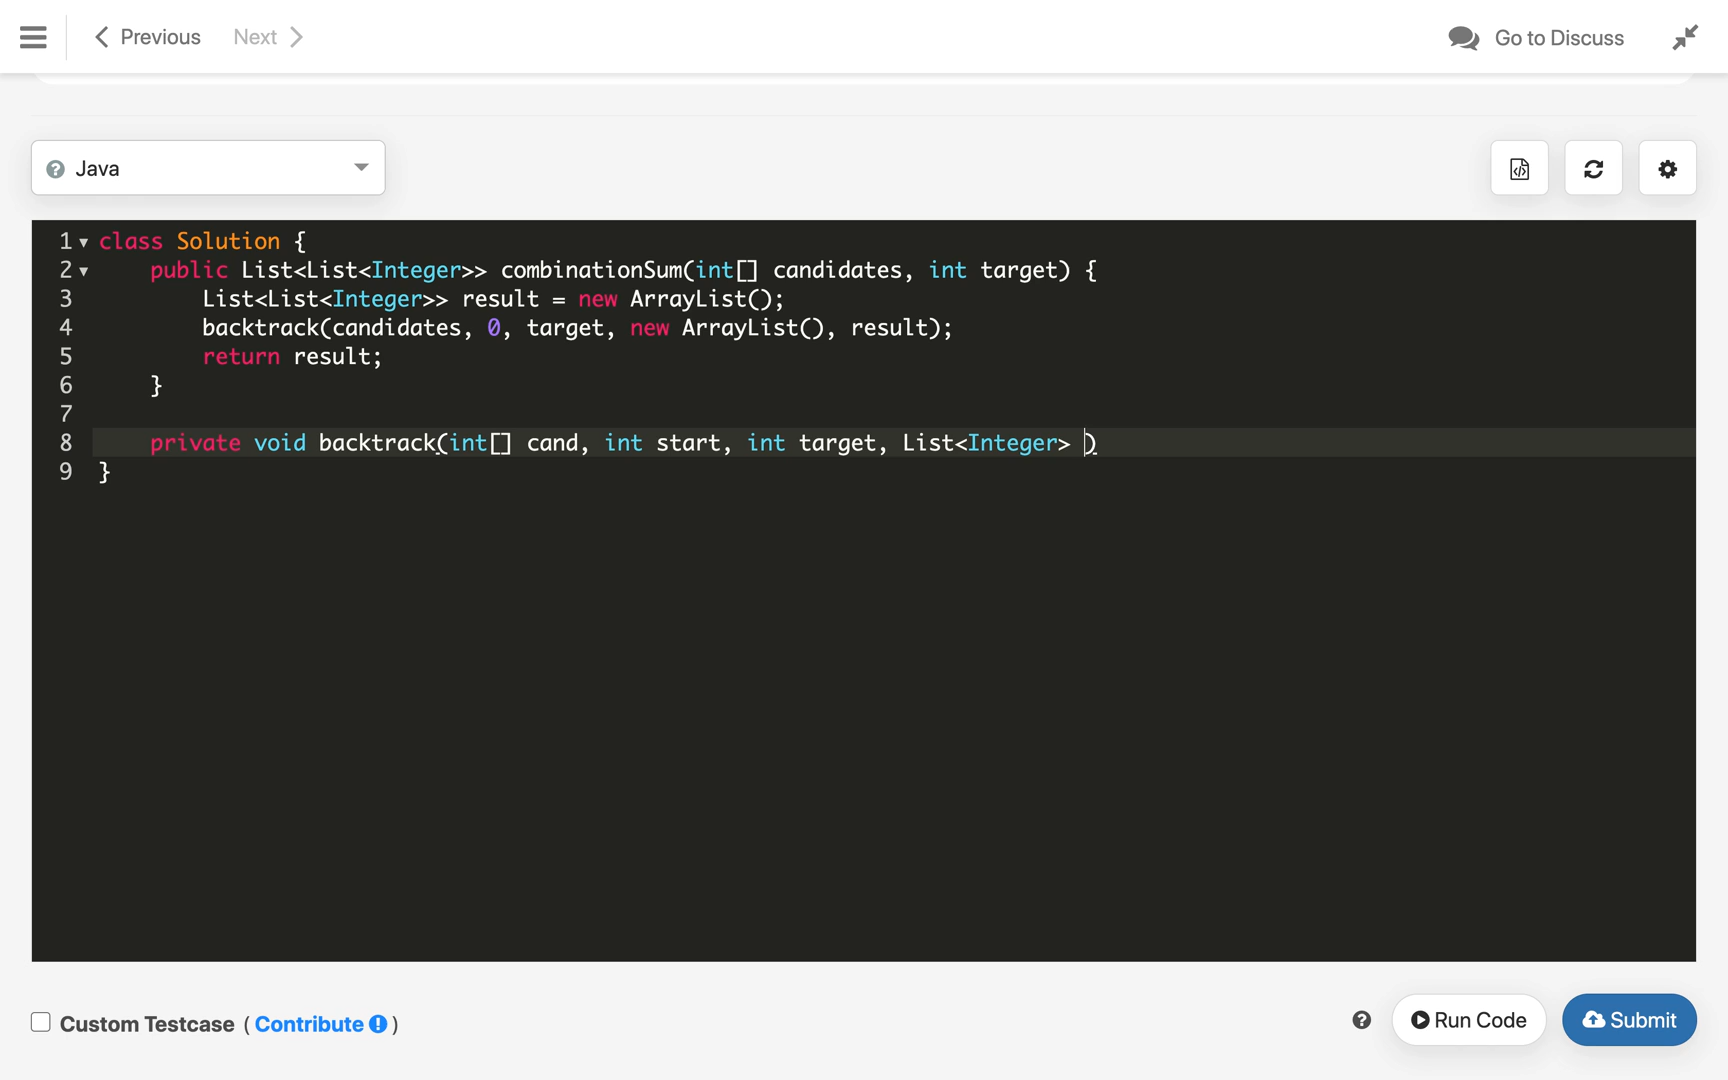 Previous Next Go to Discuss
Java
1 class Solution {
2 public List<List<Integer>> combinationSum(int[] candidates, int target) {
3 List<List<Integer>> result = new ArrayList();
4 backtrack(candidates, 0, target, new ArrayList(), result);
5 return result;
6 }
7
8 private void backtrack(int[] cand, int start, int target, List<Integer> )
9 }
Custom Testcase ( Contribute ) Run Code Submit